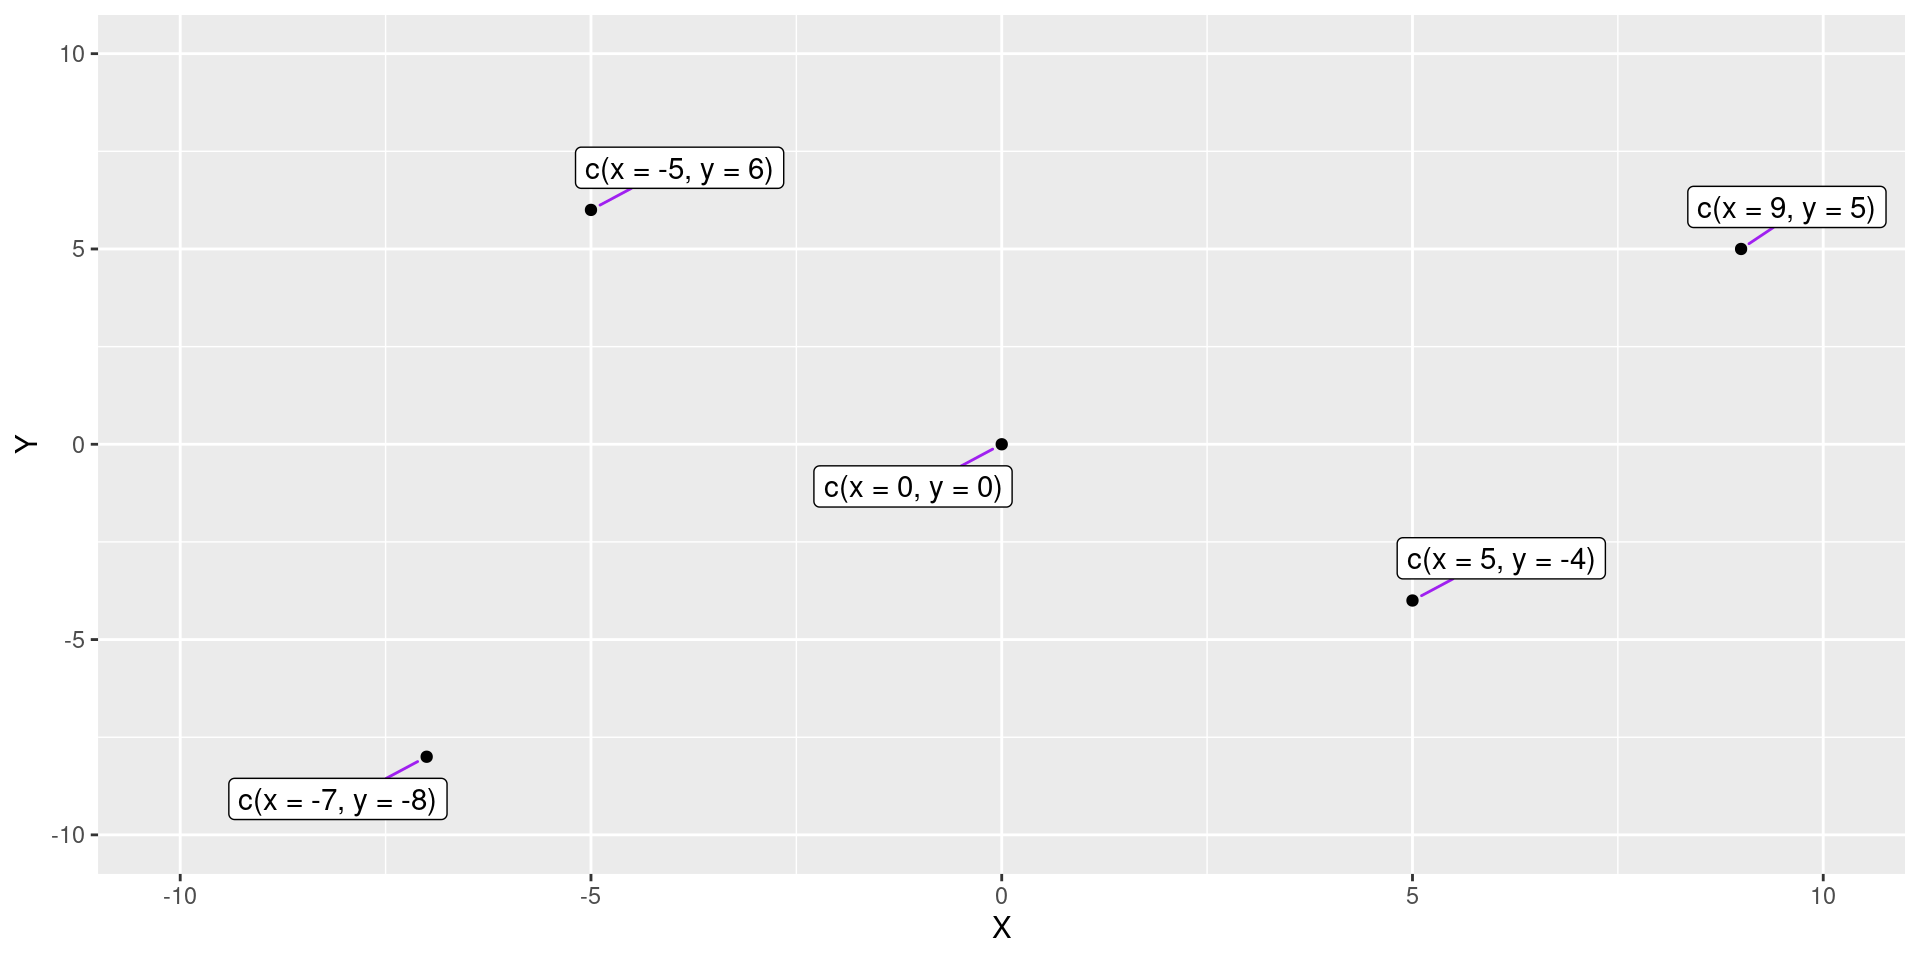 10
c(x = -5, y = 6)
c(x = 9, y = 5)
5
Y
0
c(x = 0, y = 0)
c(x = 5, y = -4)
-5
c(x = -7, y = -8)
-10
-10 -5 0 5 10
X